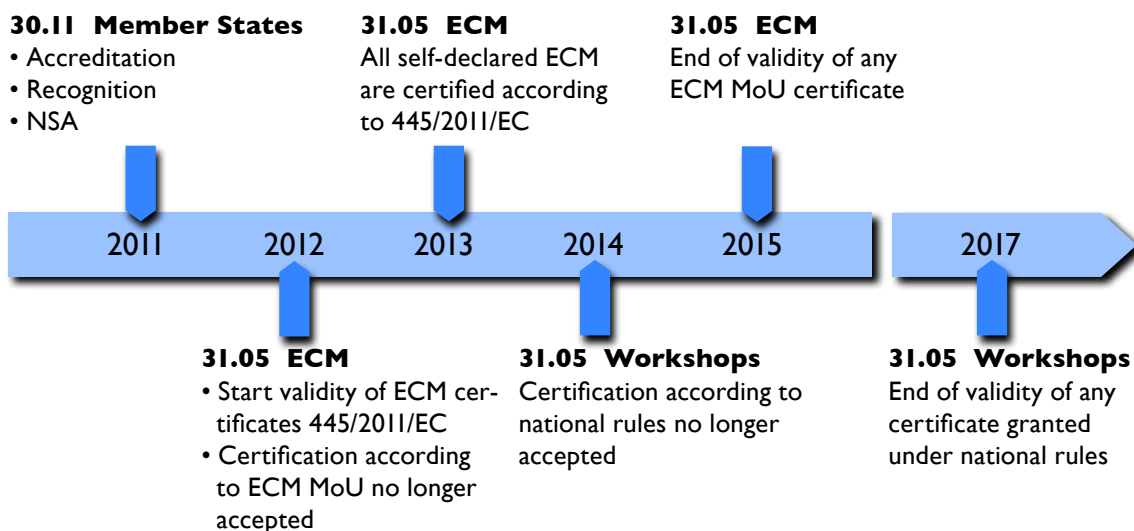 30.11 Member States
• Accreditation
• Recognition
• NSA
31.05 ECM
All self-declared ECM
are certified according
to 445/2011/EC
31.05 ECM
End of validity of any
ECM MoU certificate
2011
2012
2013
2014
2015
2017
31.05 ECM
• Start validity of ECM cer-
tificates 445/2011/EC
• Certification according
to ECM MoU no longer
accepted
31.05 Workshops
Certification according to
national rules no longer
accepted
31.05 Workshops
End of validity of any
certificate granted
under national rules